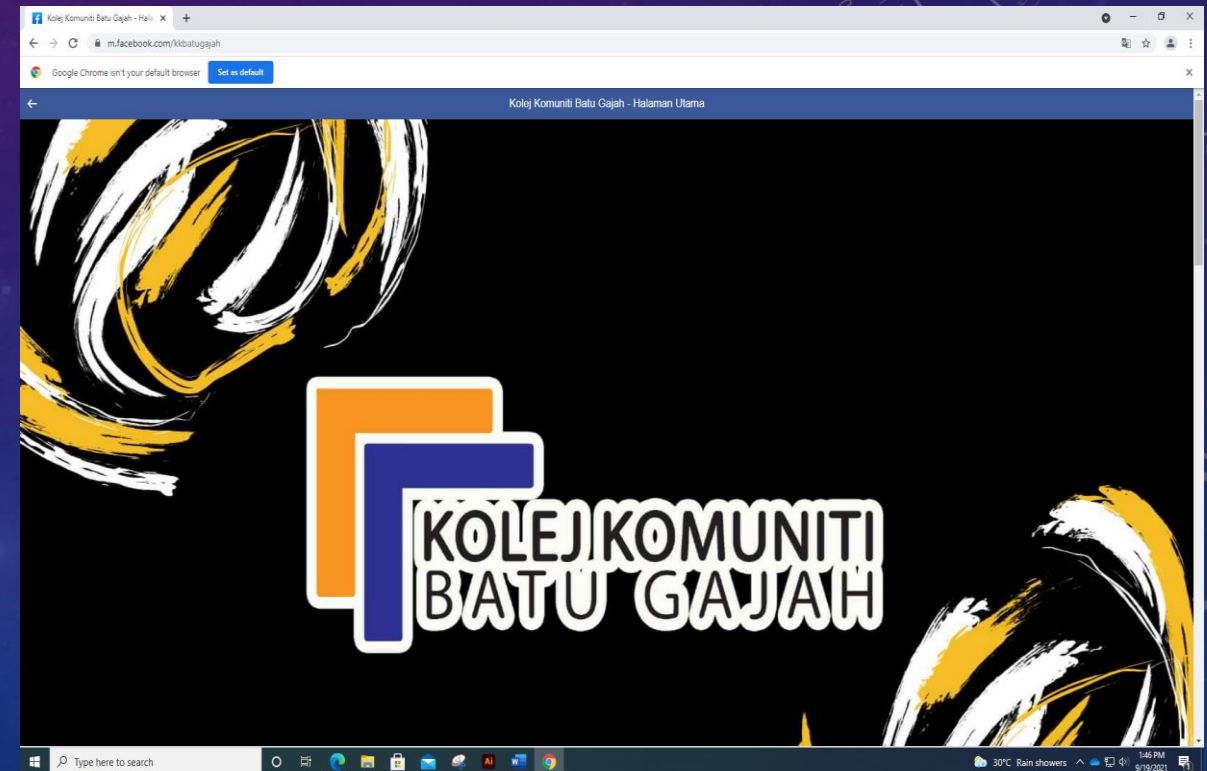 Kolej Komuniti Batu Gajah - Hala
m.facebook.com/kkbatugajah
Google Chrome isn't your default browser Set as default
Kolej Komuniti Batu Gajah - Halaman Utama
KOLEJ KOMUNITI
BATU GAJAH
Type here to search
Ai
30°C Rain showers
1:46 PM
9/19/2021